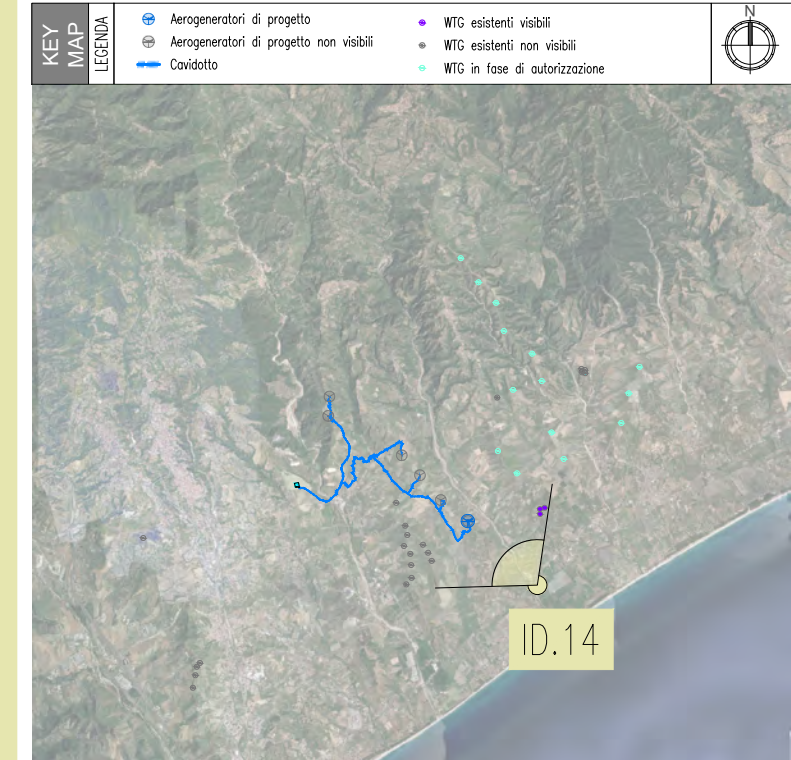 KEY
MAP
LEGENDA
Aerogeneratori di progetto
Aerogeneratori di progetto non visibili
Cavidotto
WTG esistenti visibili
WTG esistenti non visibili
WTG in fase di autorizzazione
N
ID.14